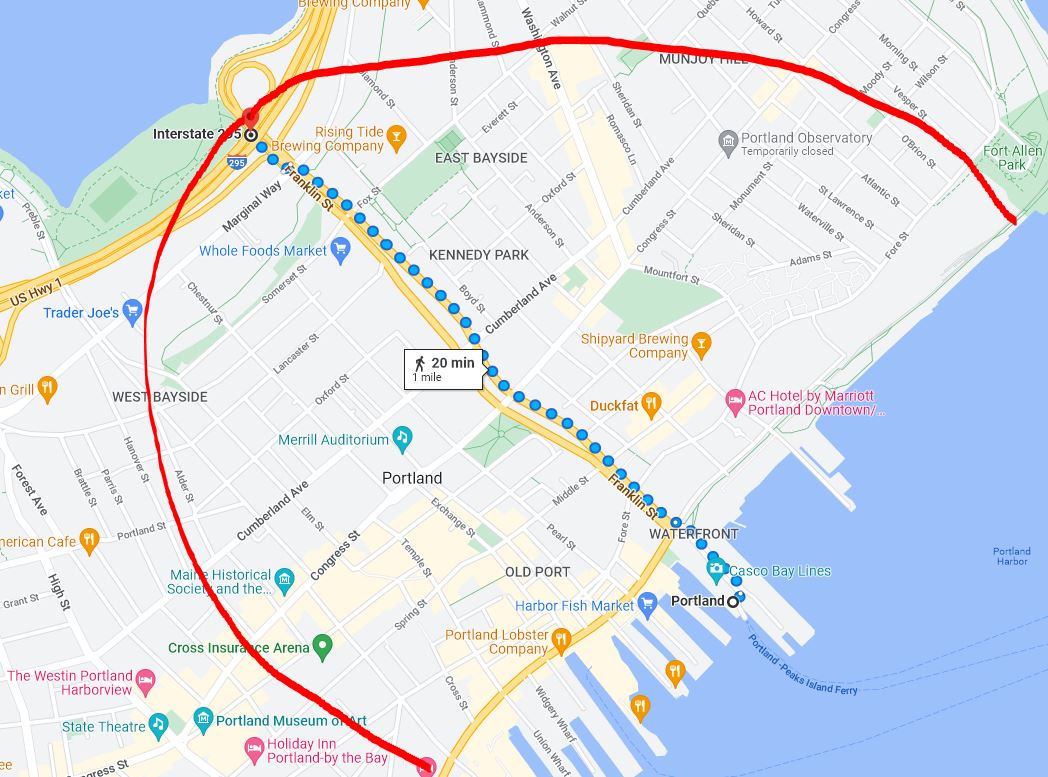 Brewing Company
Hammond St
Washington Ave
Walnut St
Howard St
Congress St
Morning St
Wilson St
Moody St
Vesper St
MUNJOY HILL
O'Brion St
Fort Allen
Park
Diamond St
Anderson St
Everett St
Sheridan St
Romasco Ln
Cumberland Ave
Portland Observatory
Temporarily closed
Interstate 295
295
Rising Tide
Brewing Company
EAST BAYSIDE
Franklin St
Fox St
Oxford St
Anderson St
Congress St
Monument St
Sheridan St
Atlantic St
St Lawrence St
Waterville St
Fore St
Adams St
Mountfort St
Preble St
Marginal Way
Whole Foods Market
KENNEDY PARK
Boyd St
Cumberland Ave
US Hwy 1
Trader Joe's
Somerset St
Chestnut St
Lancaster St
Oxford St
20 min
1 mile
Shipyard Brewing
Company
WEST BAYSIDE
Duckfat
AC Hotel by Marriott
Portland Downtown/...
Merrill Auditorium
Portland
Forest Ave
Hanover St
Parris St
Brattle St
Alder St
Portland St
Cumberland Ave
Elm St
Exchange St
Middle St
Franklin St
Pearl St
Fore St
WATERFRONT
Congress St
Temple St
OLD PORT
Casco Bay Lines
Portland
Portland
Harbor
High St
Grant St
Maine Historical
Society and the...
Spring St
Harbor Fish Market
Cross Insurance Arena
Portland Lobster
Company
Portland -Peaks Island Ferry
The Westin Portland
Harborview
Cross St
State Theatre
Portland Museum of Art
Holiday Inn
Portland-by the Bay
Widgery Wharf
Union Wharf
Congress St